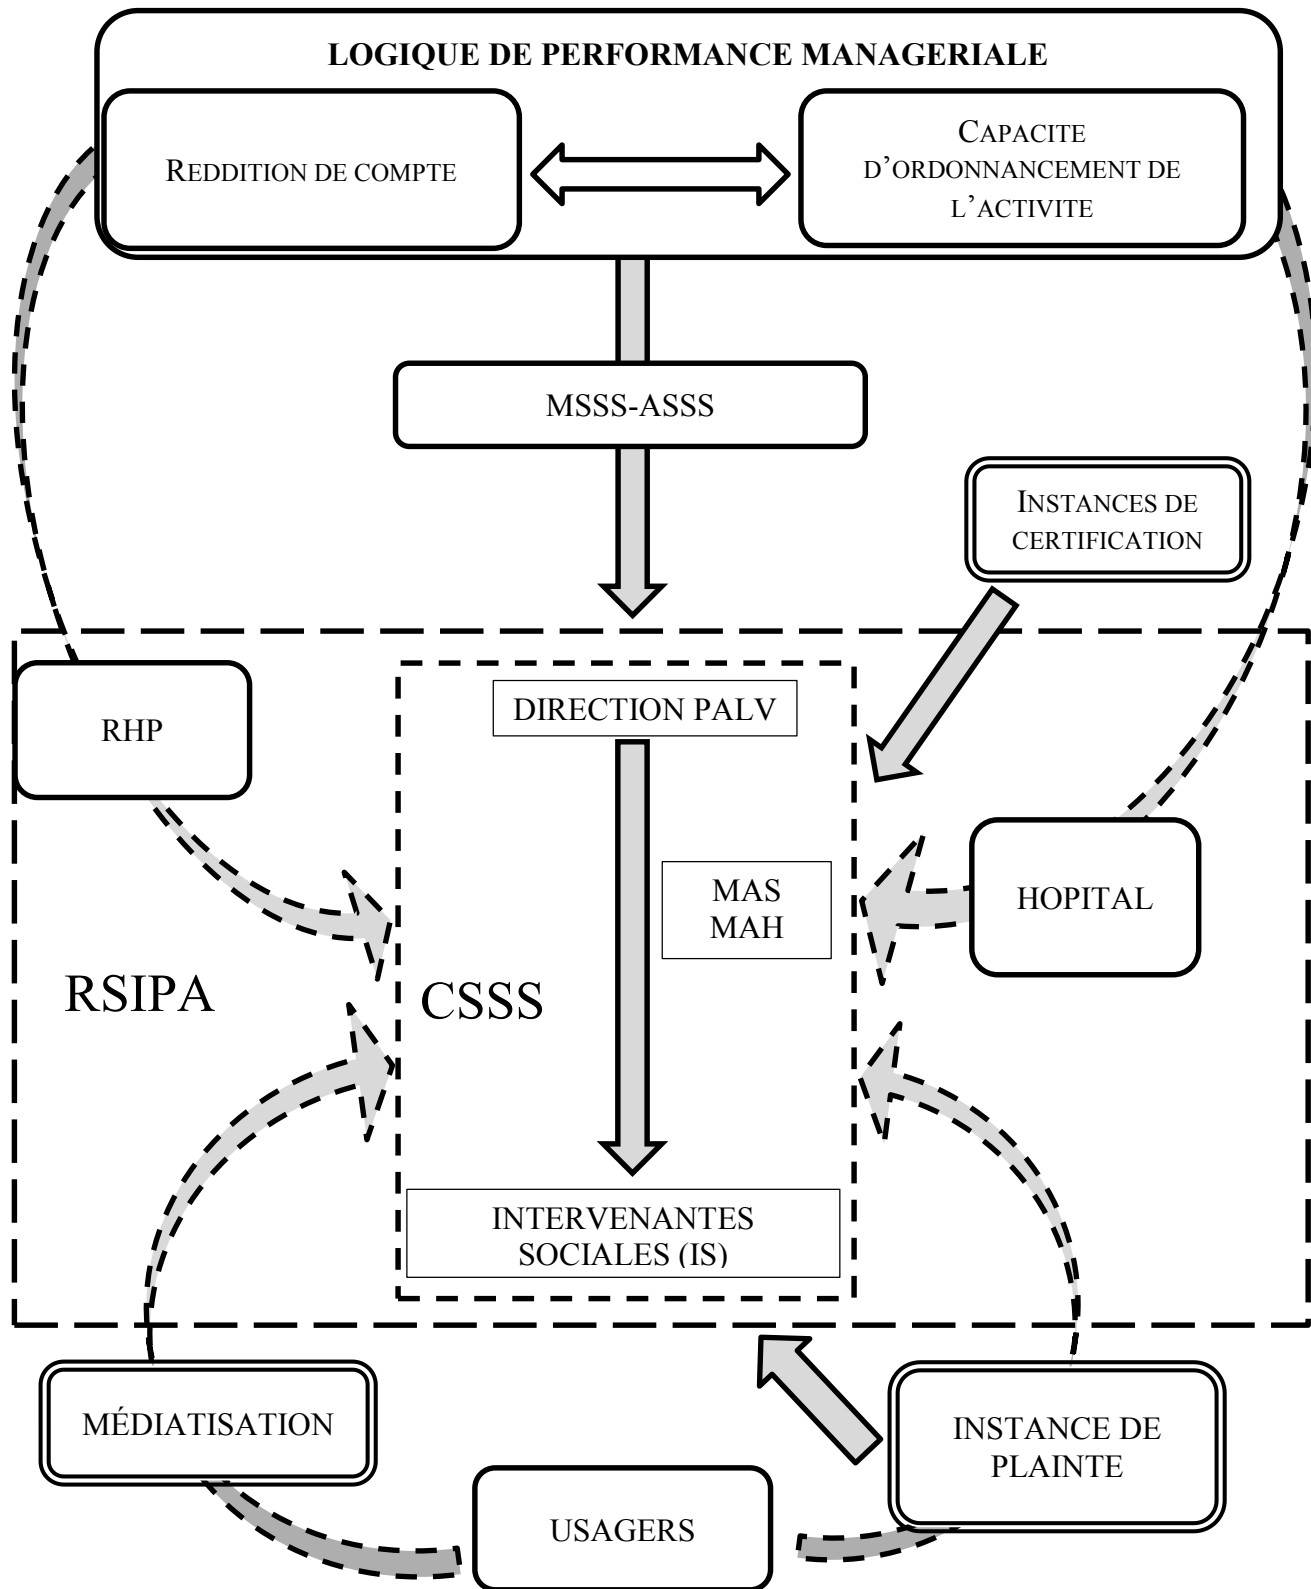 LOGIQUE DE PERFORMANCE MANAGERIALE
REDDITION DE COMPTE
CAPACITE
D'ORDONNANCEMENT DE
L'ACTIVITE
MSSS-ASSS
INSTANCES DE
CERTIFICATION
RHP
DIRECTION PALV
MAS
MAH
HOPITAL
RSIPA
CSSS
INTERVENANTES
SOCIALES (IS)
MÉDIATISATION
INSTANCE DE
PLAINTE
USAGERS